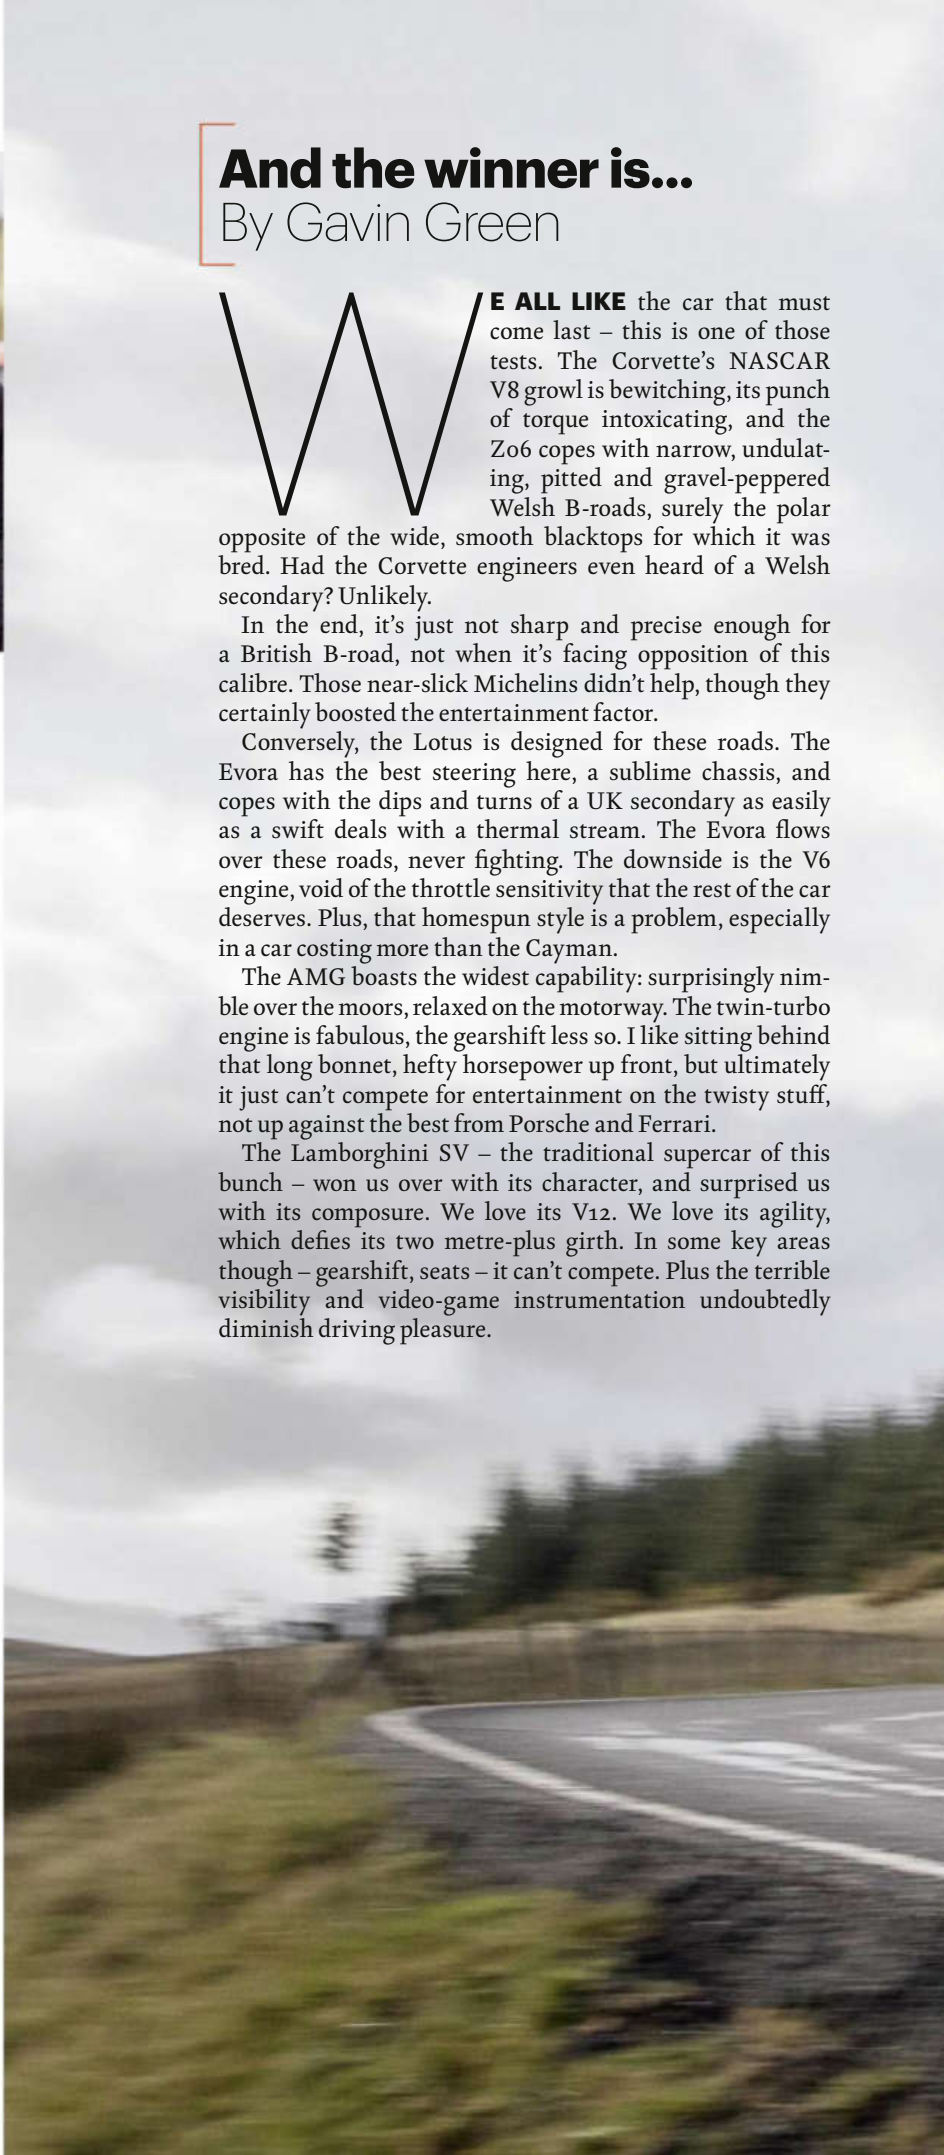 And the winner is...
By Gavin Green
WE ALL LIKE the car that must
come last – this is one of those
tests. The Corvette's NASCAR
V8 growl is bewitching, its punch
of torque intoxicating, and the
Z06 copes with narrow, undulat-
ing, pitted and gravel-peppered
Welsh B-roads, surely the polar
opposite of the wide, smooth blacktops for which it was
bred. Had the Corvette engineers even heard of a Welsh
secondary? Unlikely.
In the end, it's just not sharp and precise enough for
a British B-road, not when it's facing opposition of this
calibre. Those near-slick Michelins didn't help, though they
certainly boosted the entertainment factor.
Conversely, the Lotus is designed for these roads. The
Evora has the best steering here, a sublime chassis, and
copes with the dips and turns of a UK secondary as easily
as a swift deals with a thermal stream. The Evora flows
over these roads, never fighting. The downside is the V6
engine, void of the throttle sensitivity that the rest of the car
deserves. Plus, that homespun style is a problem, especially
in a car costing more than the Cayman.
The AMG boasts the widest capability: surprisingly nim-
ble over the moors, relaxed on the motorway. The twin-turbo
engine is fabulous, the gearshift less so. I like sitting behind
that long bonnet, hefty horsepower up front, but ultimately
it just can't compete for entertainment on the twisty stuff,
not up against the best from Porsche and Ferrari.
The Lamborghini SV – the traditional supercar of this
bunch – won us over with its character, and surprised us
with its composure. We love its V12. We love its agility,
which defies its two metre-plus girth. In some key areas
though – gearshift, seats – it can't compete. Plus the terrible
visibility and video-game instrumentation undoubtedly
diminish driving pleasure.